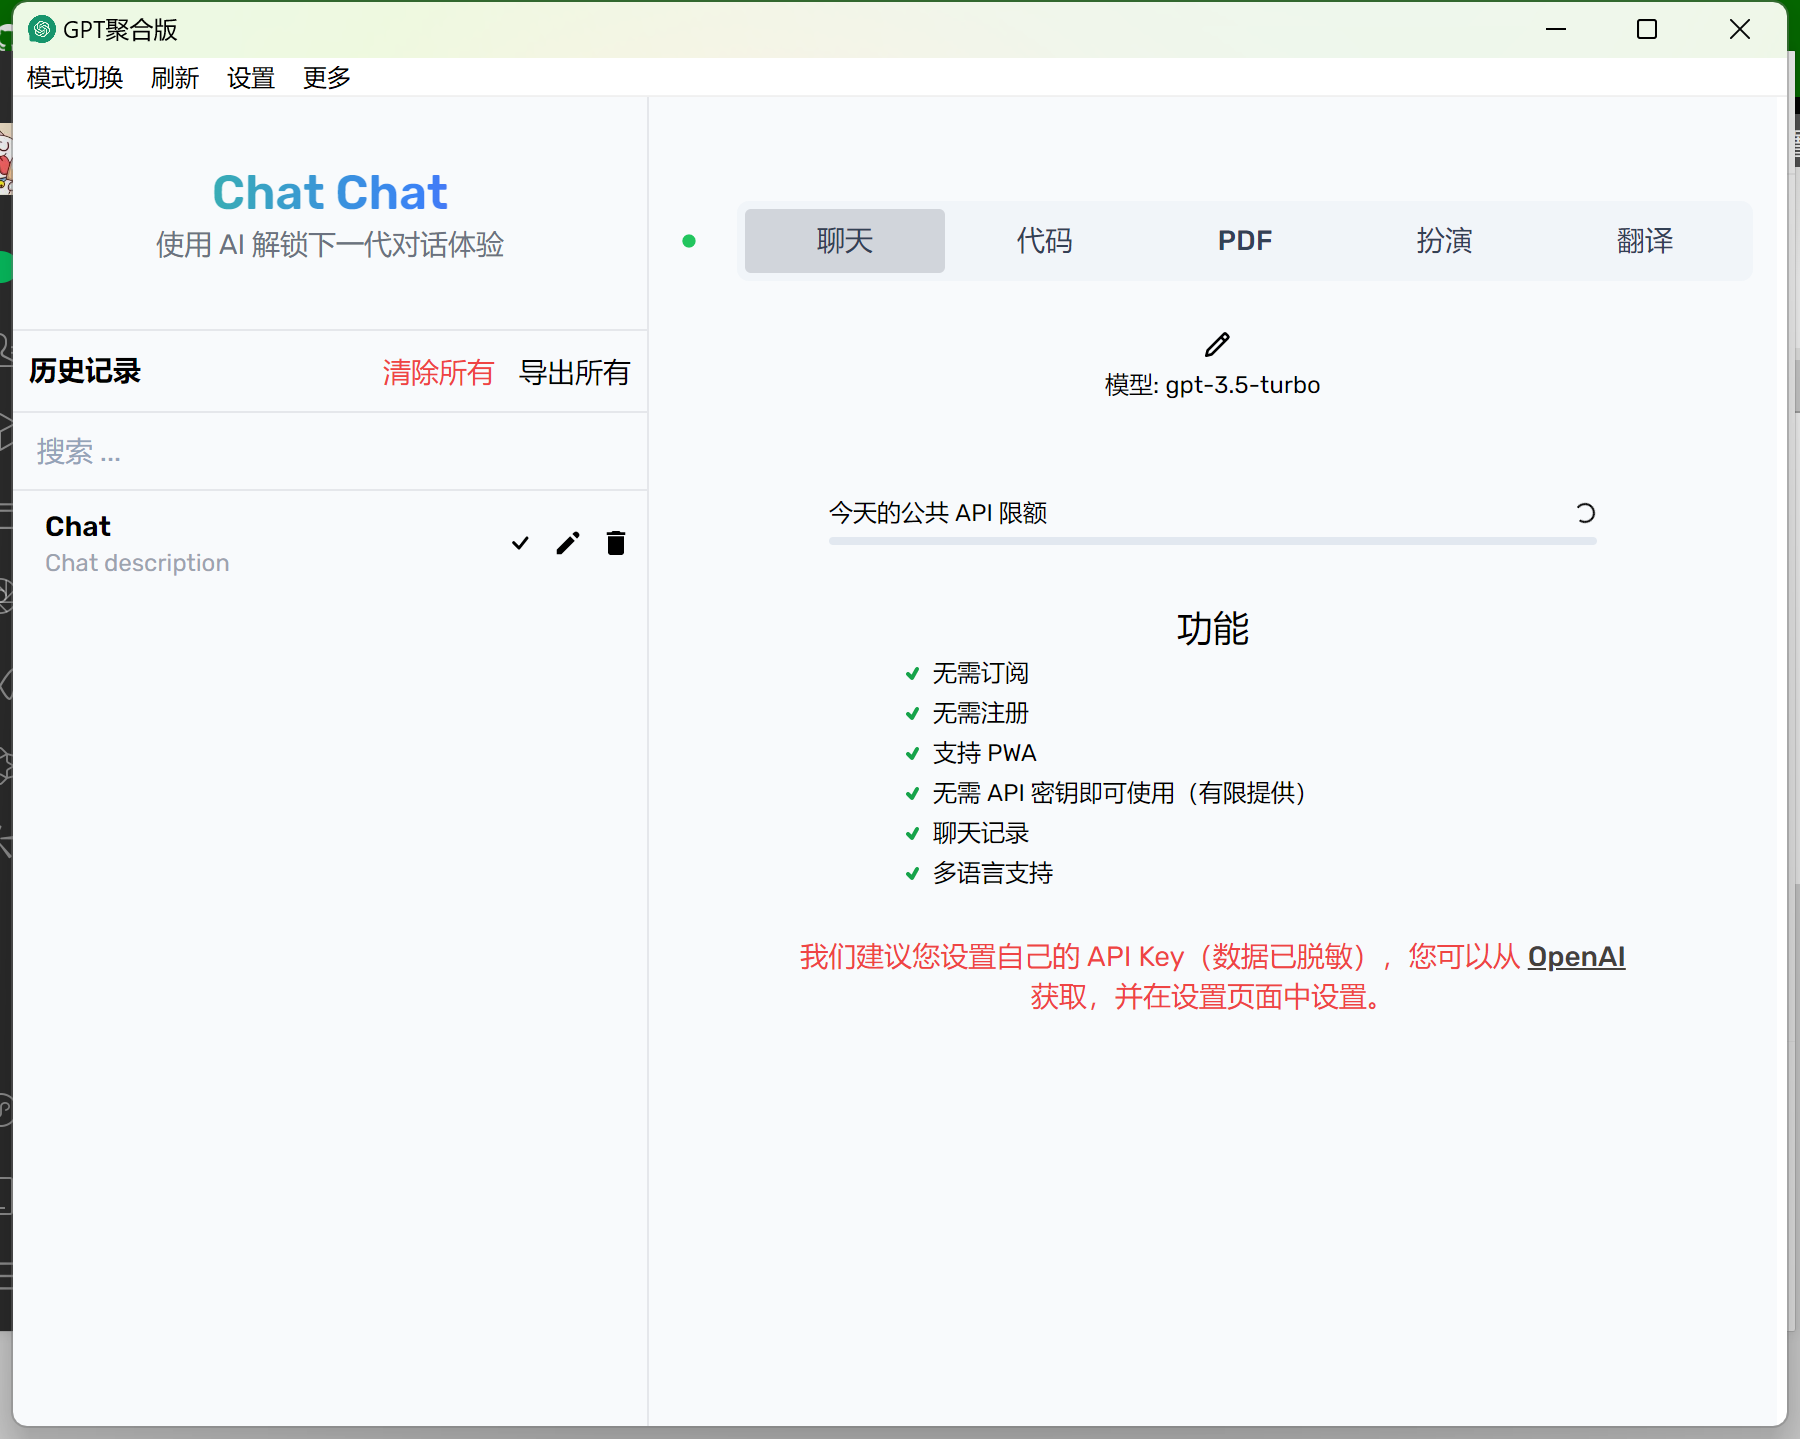 GPT聚合版
模式切换 刷新 设置 更多
Chat Chat
使用 AI 解锁下一代对话体验
历史记录 清除所有 导出所有
搜索 ...
Chat
Chat description
聊天 代码 PDF 扮演 翻译
模型: gpt-3.5-turbo
今天的公共 API 限额
功能
无需订阅
无需注册
支持 PWA
无需 API 密钥即可使用（有限提供）
聊天记录
多语言支持
我们建议您设置自己的 API Key（数据已脱敏），您可以从 OpenAI
获取，并在设置页面中设置。